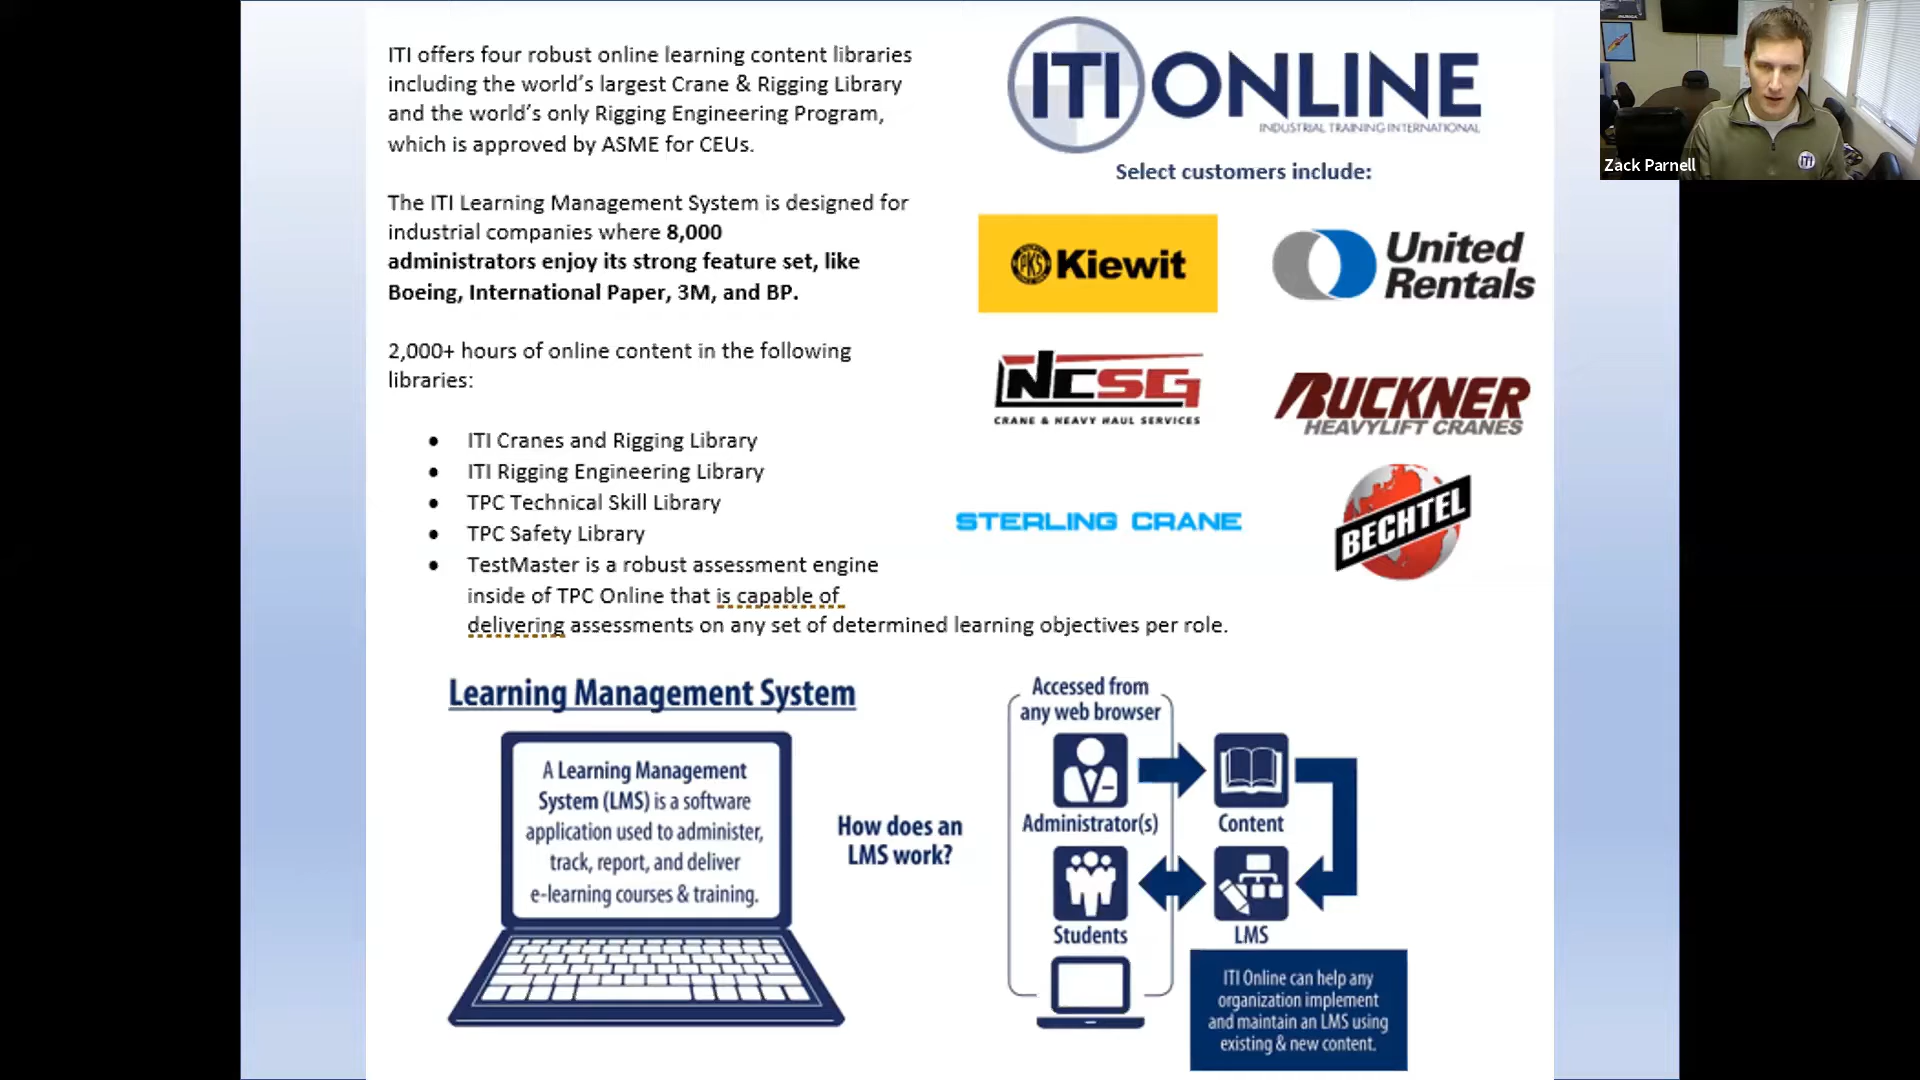 ITI offers four robust online learning content libraries
including the world's largest Crane & Rigging Library
and the world's only Rigging Engineering Program,
which is approved by ASME for CEUs.
The ITI Learning Management System is designed for
industrial companies where 8,000
administrators enjoy its strong feature set, like
Boeing, International Paper, 3M, and BP.
2,000+ hours of online content in the following
libraries:
• ITI Cranes and Rigging Library
• ITI Rigging Engineering Library
• TPC Technical Skill Library
• TPC Safety Library
• TestMaster is a robust assessment engine
inside of TPC Online that is capable of
delivering assessments on any set of determined learning objectives per role.
ITI ONLINE
INDUSTRIAL TRAINING INTERNATIONAL
Select customers include:
PKS Kiewit
United
Rentals
NCSG
CRANE & HEAVY HAUL SERVICES
BUCKNER
HEAVYLIFT CRANES
STERLING CRANE
BECHTEL
Learning Management System
A Learning Management
System (LMS) is a software
application used to administer,
track, report, and deliver
e-learning courses & training.
How does an
LMS work?
Accessed from
any web browser
Administrator(s)
Content
Students
LMS
ITI Online can help any
organization implement
and maintain an LMS using
existing & new content.
Zack Parnell
ITI